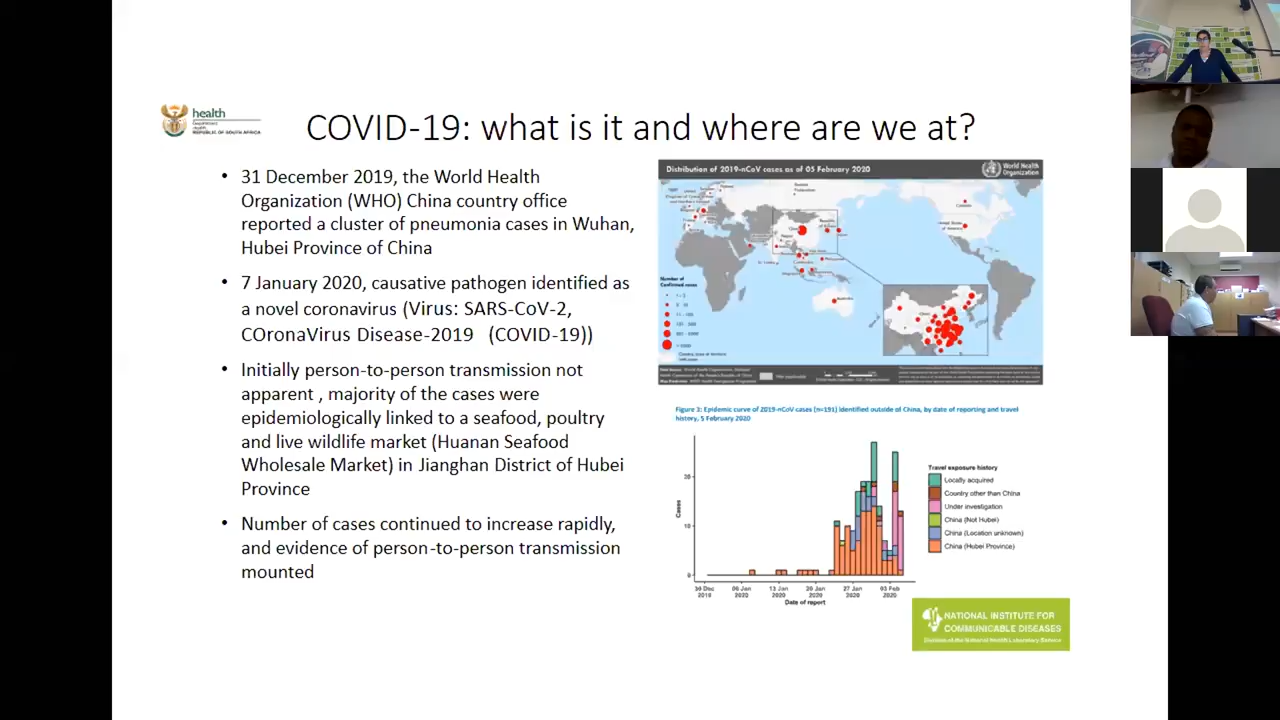 health
Department:
Health
REPUBLIC OF SOUTH AFRICA
COVID-19: what is it and where are we at?
• 31 December 2019, the World Health
Organization (WHO) china country office
reported a cluster of pneumonia cases in Wuhan,
Hubei Province of China
• 7 January 2020, causative pathogen identified as
a novel coronavirus (Virus: SARS-CoV-2,
COronaVirus Disease-2019 (COVID-19))
• Initially person-to-person transmission not
apparent , majority of the cases were
epidemiologically linked to a seafood, poultry
and live wildlife market (Huanan Seafood
Wholesale Market) in Jianghan District of Hubei
Province
• Number of cases continued to increase rapidly,
and evidence of person-to-person transmission
mounted
Distribution of 2019-nCoV cases as of 05 February 2020
World Health
Organization
Number of
Confirmed cases
Australia
Figure 3: Epidemic curve of 2019-nCoV cases (n=191) identified outside of China, by date of reporting and travel
history, 5 February 2020
Cases
20
10
0
30 Dec
2019
06 Jan
2020
13 Jan
2020
20 Jan
2020
27 Jan
2020
03 Feb
2020
Date of report
Travel exposure history
Locally acquired
Country other than China
Under investigation
China (Not Hubei)
China (Location unknown)
China (Hubei Province)
NATIONAL INSTITUTE FOR
COMMUNICABLE DISEASES
Division of the National Health Laboratory Service